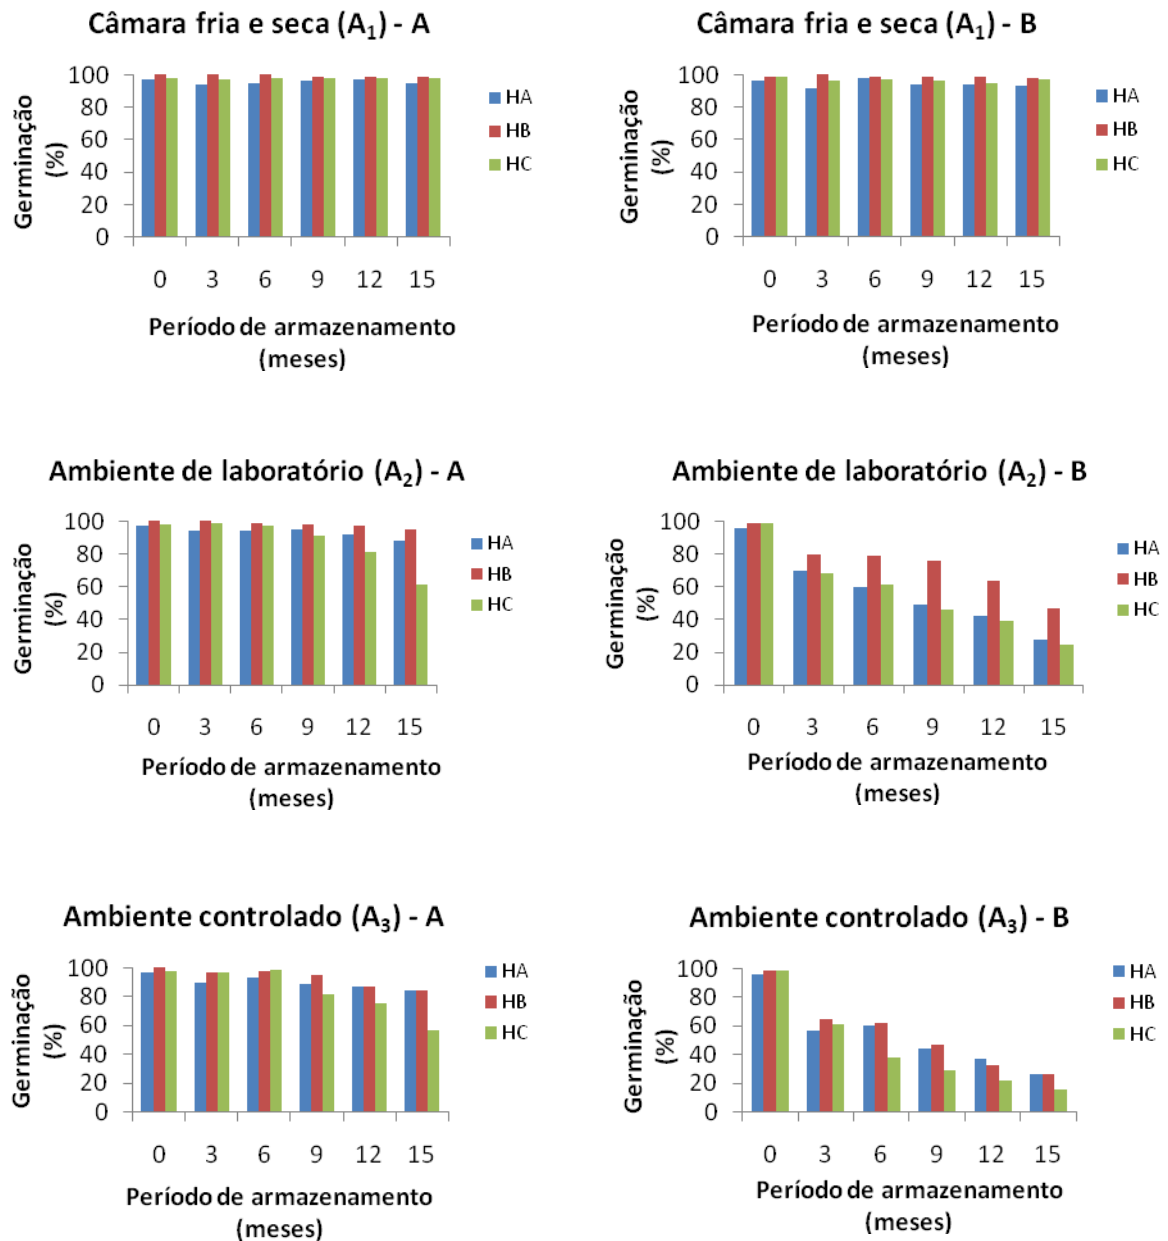 Câmara fria e seca (A₁) - A
Germinação
(%)
100
80
60
40
20
0
0 3 6 9 12 15
Período de armazenamento
(meses)
HA
HB
HC
Câmara fria e seca (A₁) - B
Germinação
(%)
100
80
60
40
20
0
0 3 6 9 12 15
Período de armazenamento
(meses)
HA
HB
HC
Ambiente de laboratório (A₂) - A
Germinação
(%)
100
80
60
40
20
0
0 3 6 9 12 15
Período de armazenamento
(meses)
HA
HB
HC
Ambiente de laboratório (A₂) - B
Germinação
(%)
100
80
60
40
20
0
0 3 6 9 12 15
Período de armazenamento
(meses)
HA
HB
HC
Ambiente controlado (A₃) - A
Germinação
(%)
100
80
60
40
20
0
0 3 6 9 12 15
Período de armazenamento
(meses)
HA
HB
HC
Ambiente controlado (A₃) - B
Germinação
(%)
100
80
60
40
20
0
0 3 6 9 12 15
Período de armazenamento
(meses)
HA
HB
HC